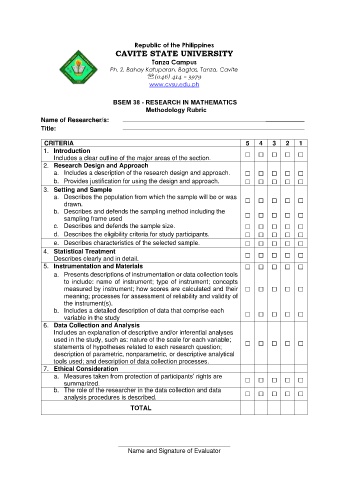 Republic of the Philippines
CAVITE STATE UNIVERSITY
Tanza Campus
Ph. 2, Bahay Katuparan, Bagtas, Tanza, Cavite
☏ (046) 414 – 3979
www.cvsu.edu.ph
BSEM 38 - RESEARCH IN MATHEMATICS
Methodology Rubric
Name of Researcher/s:
Title:
CRITERIA 5 4 3 2 1
1. Introduction
Includes a clear outline of the major areas of the section. ☐ ☐ ☐ ☐ ☐
2. Research Design and Approach
a. Includes a description of the research design and approach. ☐ ☐ ☐ ☐ ☐
b. Provides justification for using the design and approach. ☐ ☐ ☐ ☐ ☐
3. Setting and Sample
a. Describes the population from which the sample will be or was
drawn. ☐ ☐ ☐ ☐ ☐
b. Describes and defends the sampling method including the
sampling frame used ☐ ☐ ☐ ☐ ☐
c. Describes and defends the sample size. ☐ ☐ ☐ ☐ ☐
d. Describes the eligibility criteria for study participants. ☐ ☐ ☐ ☐ ☐
e. Describes characteristics of the selected sample. ☐ ☐ ☐ ☐ ☐
4. Statistical Treatment
Describes clearly and in detail. ☐ ☐ ☐ ☐ ☐
5. Instrumentation and Materials ☐ ☐ ☐ ☐ ☐
a. Presents descriptions of instrumentation or data collection tools
to include: name of instrument; type of instrument; concepts
measured by instrument; how scores are calculated and their
meaning; processes for assessment of reliability and validity of
the instrument(s). ☐ ☐ ☐ ☐ ☐
b. Includes a detailed description of data that comprise each
variable in the study ☐ ☐ ☐ ☐ ☐
6. Data Collection and Analysis
Includes an explanation of descriptive and/or inferential analyses
used in the study, such as: nature of the scale for each variable;
statements of hypotheses related to each research question;
description of parametric, nonparametric, or descriptive analytical
tools used; and description of data collection processes. ☐ ☐ ☐ ☐ ☐
7. Ethical Consideration
a. Measures taken from protection of participants' rights are
summarized. ☐ ☐ ☐ ☐ ☐
b. The role of the researcher in the data collection and data
analysis procedures is described. ☐ ☐ ☐ ☐ ☐
TOTAL
Name and Signature of Evaluator